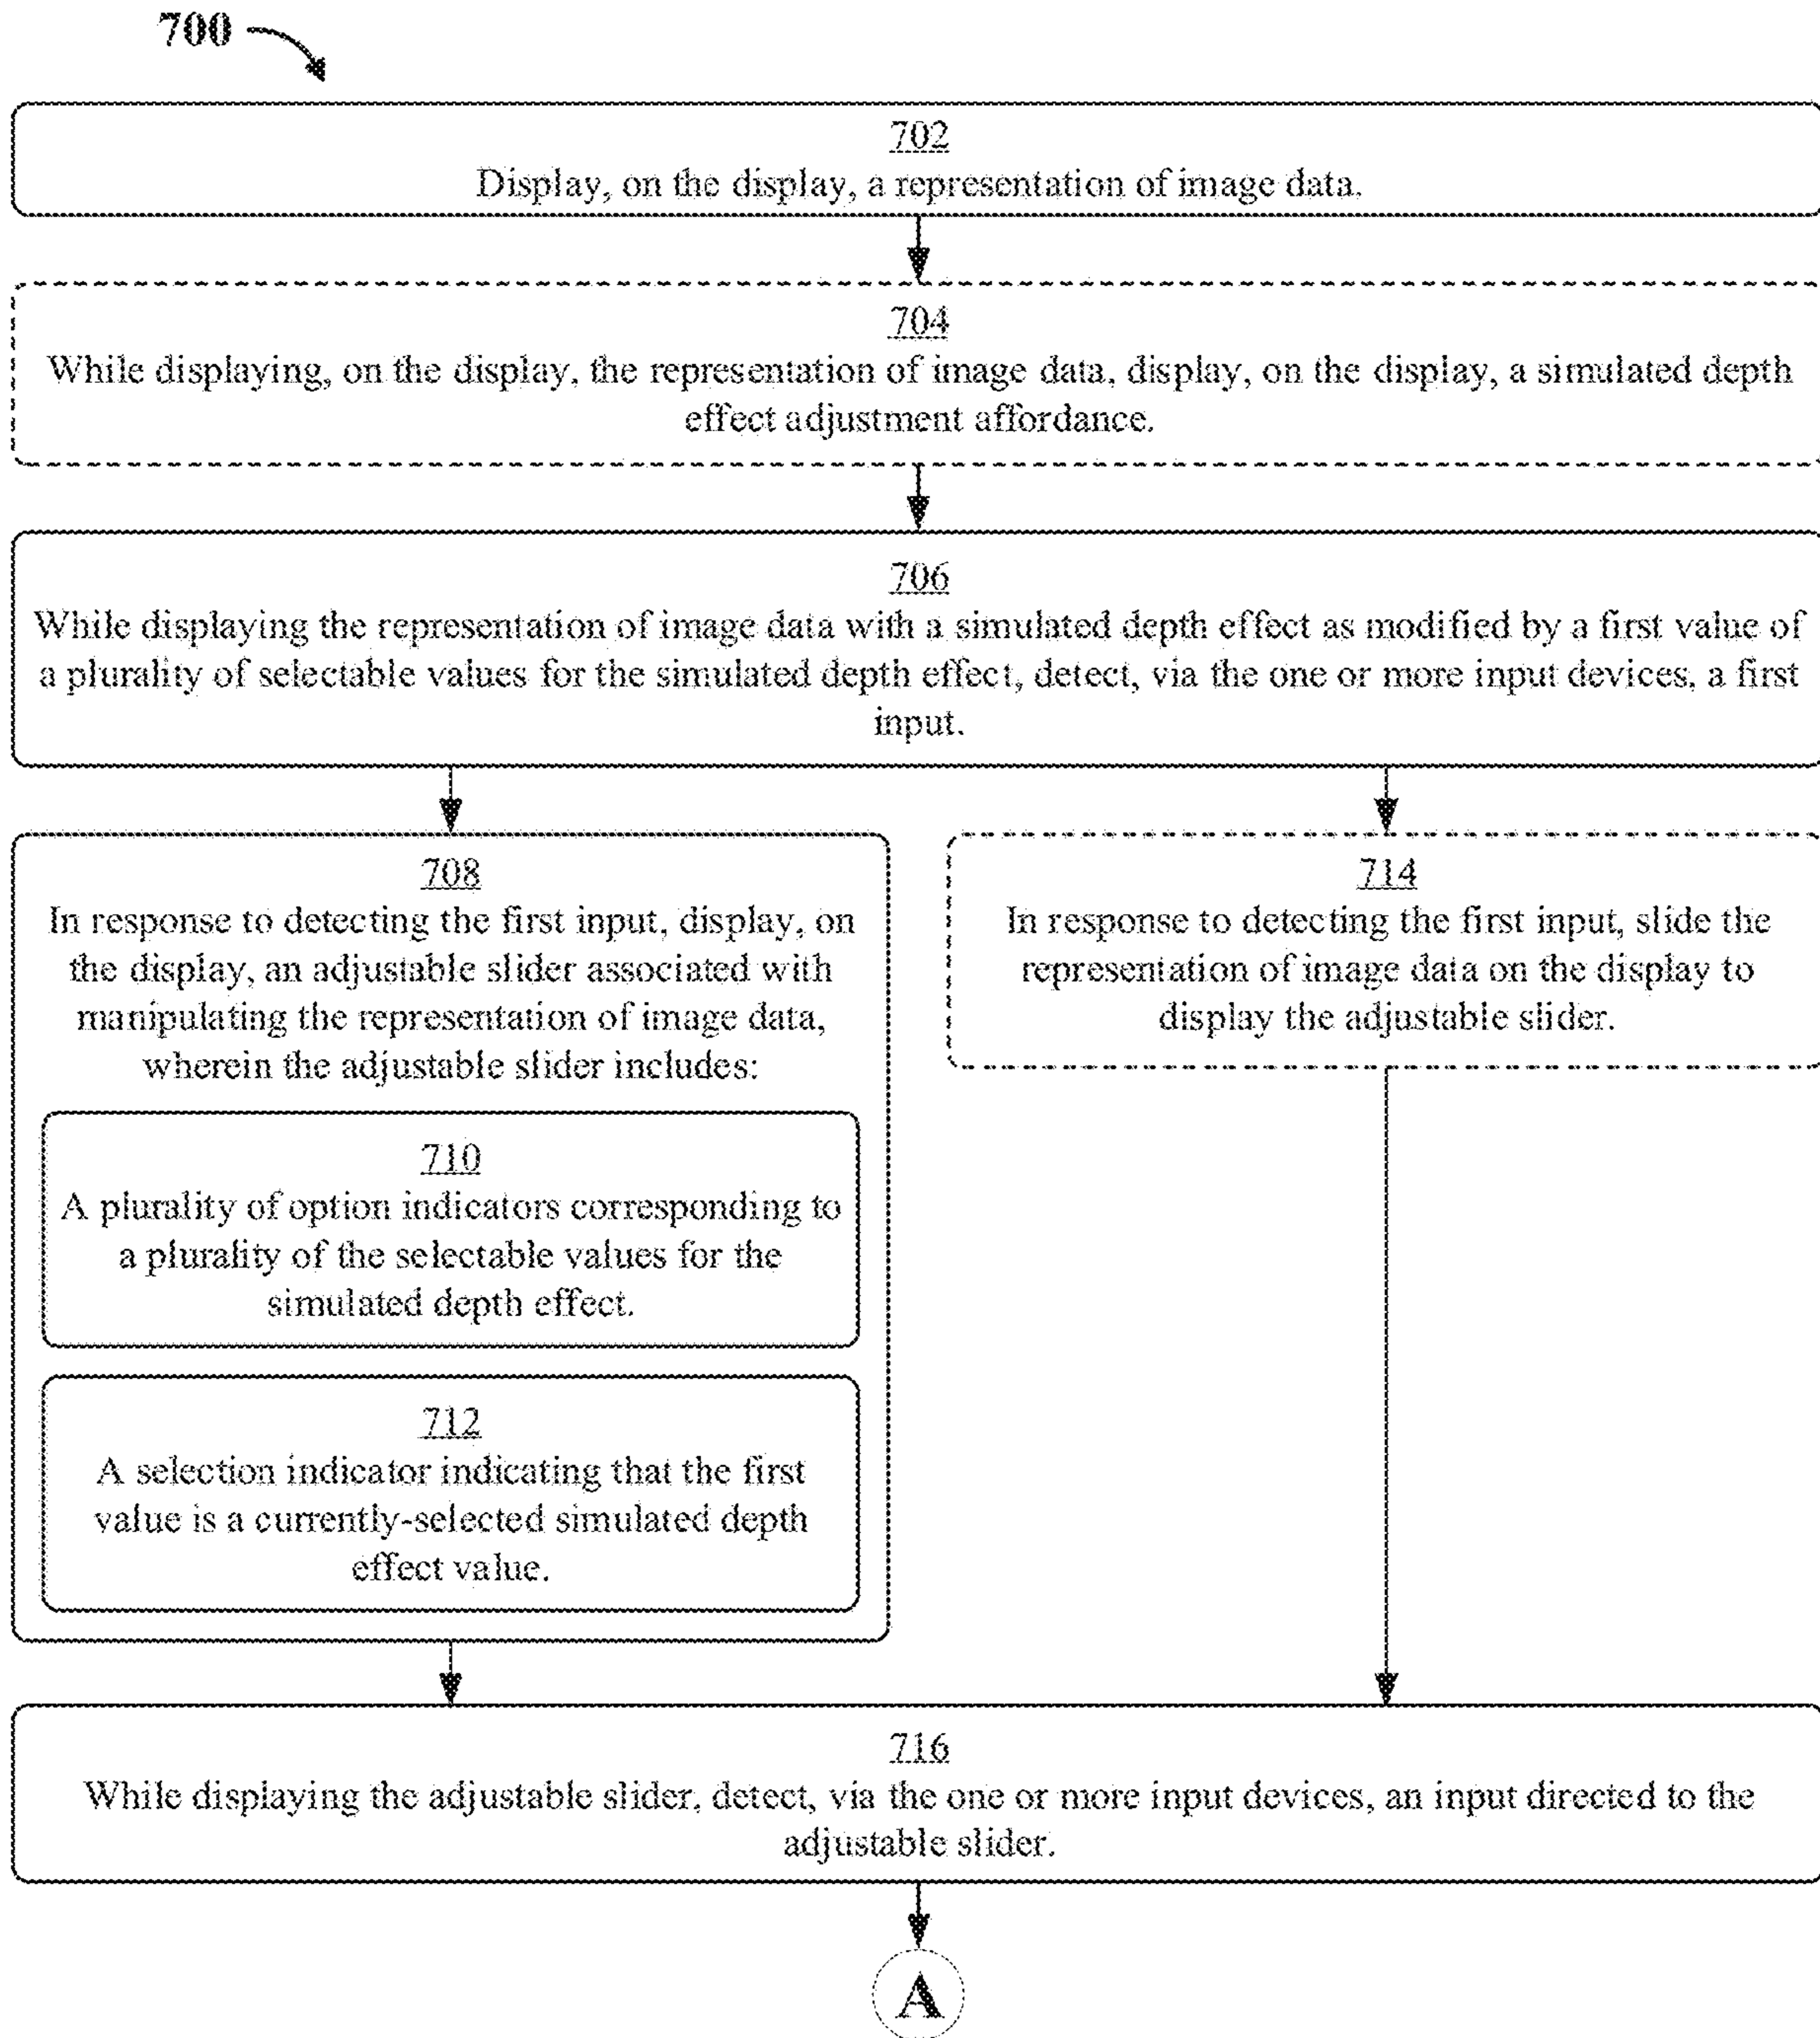 700
702
Display, on the display, a representation of image data.
704
While displaying, on the display, the representation of image data, display, on the display, a simulated depth
effect adjustment affordance.
706
While displaying the representation of image data with a simulated depth effect as modified by a first value of
a plurality of selectable values for the simulated depth effect, detect, via the one or more input devices, a first
input.
708
In response to detecting the first input, display, on
the display, an adjustable slider associated with
manipulating the representation of image data,
wherein the adjustable slider includes:
710
A plurality of option indicators corresponding to
a plurality of the selectable values for the
simulated depth effect.
712
A selection indicator indicating that the first
value is a currently-selected simulated depth
effect value.
714
In response to detecting the first input, slide the
representation of image data on the display to
display the adjustable slider.
716
While displaying the adjustable slider, detect, via the one or more input devices, an input directed to the
adjustable slider.
A